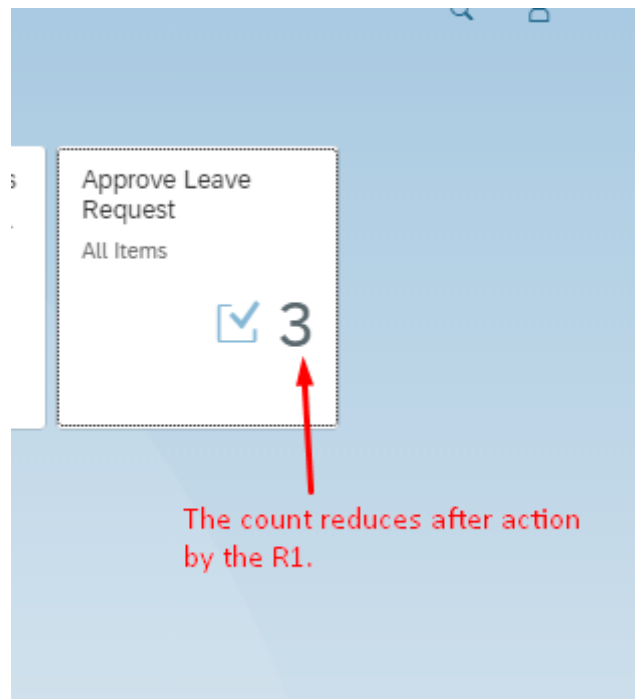 s
Approve Leave
Request
.
All Items
3
The count reduces after action
by the R1.